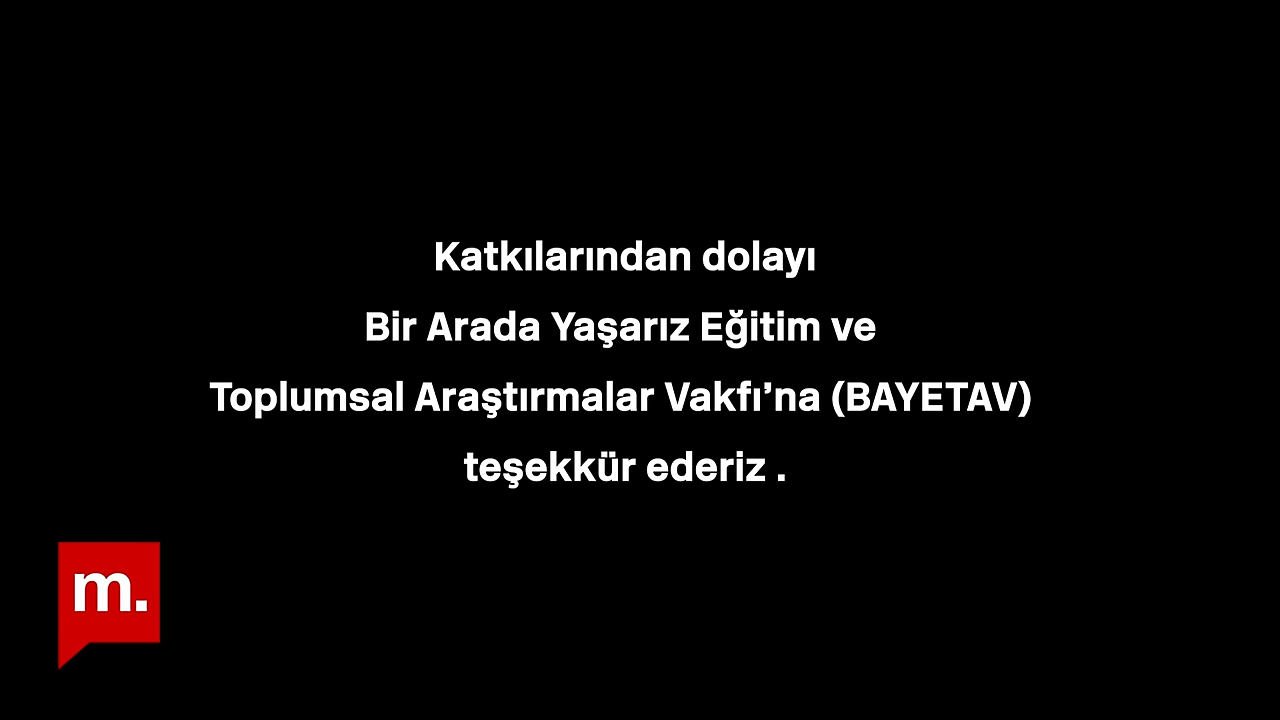 Katkılarından dolayı
Bir Arada Yaşarız Eğitim ve
Toplumsal Araştırmalar Vakfı’na (BAYETAV)
teşekkür ederiz .
m.